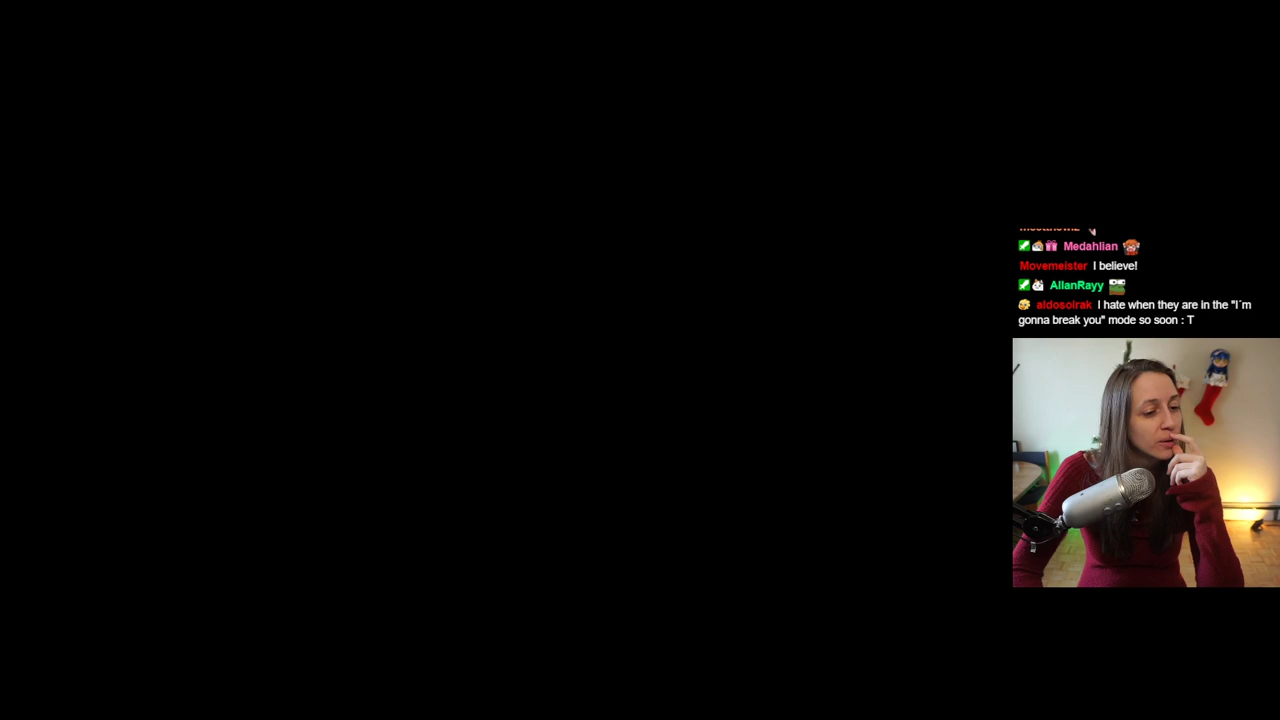 Medahlian
Movemeister I believe!
AllanRayy
aldosolrak I hate when they are in the "I´m
gonna break you" mode so soon : T